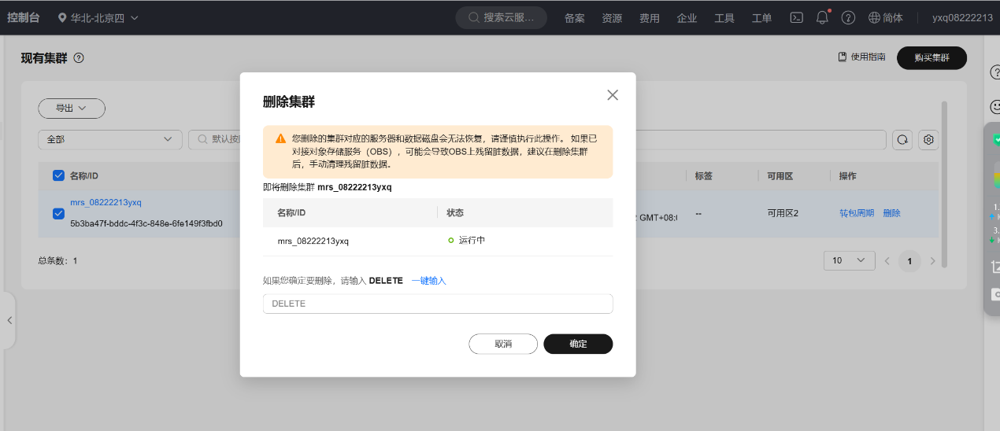 控制台 华北-北京四 搜索云服... 备案 资源 费用 企业 工具 工单 简体 yxq08222213
现有集群 使用指南 购买集群
导出
全部 默认按
名称/ID 标签 可用区 操作
mrs_08222213yxq
5b3ba47f-bddc-4f3c-848e-6fe149f3fbd0 GMT+08:0 -- 可用区2 转包周期 删除
总条数：1 10 1
删除集群
您删除的集群对应的服务器和数据磁盘会无法恢复，请谨慎执行此操作。 如果已
对接对象存储服务（OBS），可能会导致OBS上残留脏数据，建议在删除集群
后，手动清理残留脏数据。
即将删除集群 mrs_08222213yxq
名称/ID 状态
mrs_08222213yxq 运行中
如果您确定要删除，请输入 DELETE 一键输入
DELETE
取消 确定